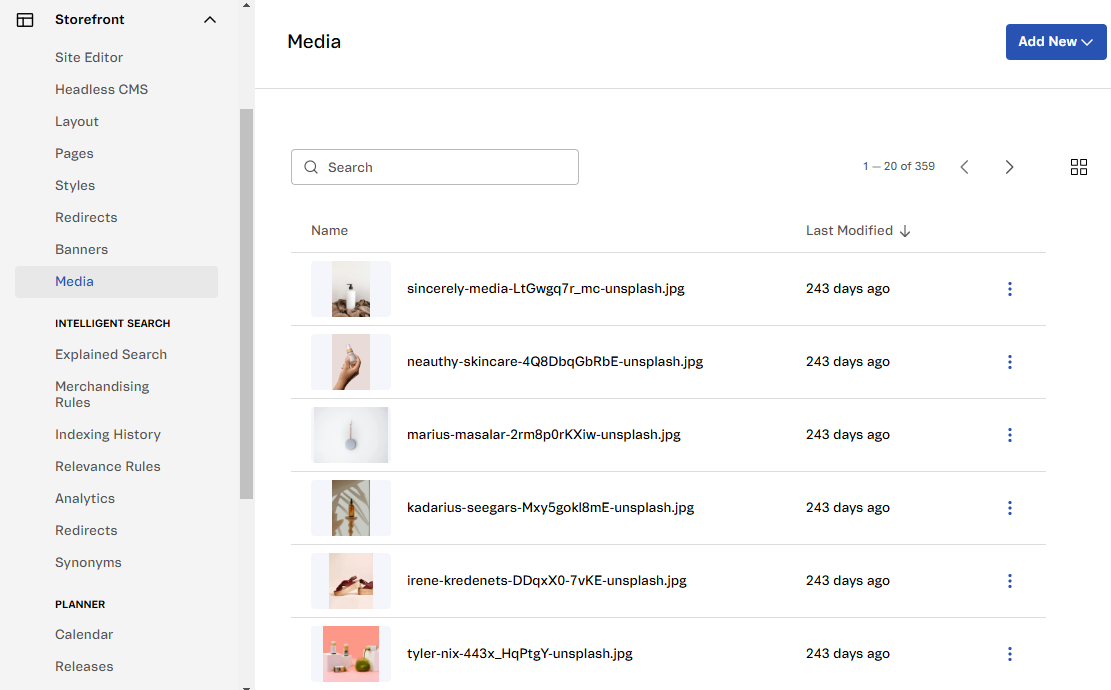 Storefront
Site Editor
Headless CMS
Layout
Pages
Styles
Redirects
Banners
Media
INTELLIGENT SEARCH
Explained Search
Merchandising
Rules
Indexing History
Relevance Rules
Analytics
Redirects
Synonyms
PLANNER
Calendar
Releases
Media
Add New
Search
1 — 20 of 359
Name
Last Modified
sincerely-media-LtGwgq7r_mc-unsplash.jpg
243 days ago
neauthy-skincare-4Q8DbqGbRbE-unsplash.jpg
243 days ago
marius-masalar-2rm8p0rKXiw-unsplash.jpg
243 days ago
kadarius-seegars-Mxy5gokl8mE-unsplash.jpg
243 days ago
irene-kredenets-DDqxX0-7vKE-unsplash.jpg
243 days ago
tyler-nix-443x_HqPtgY-unsplash.jpg
243 days ago